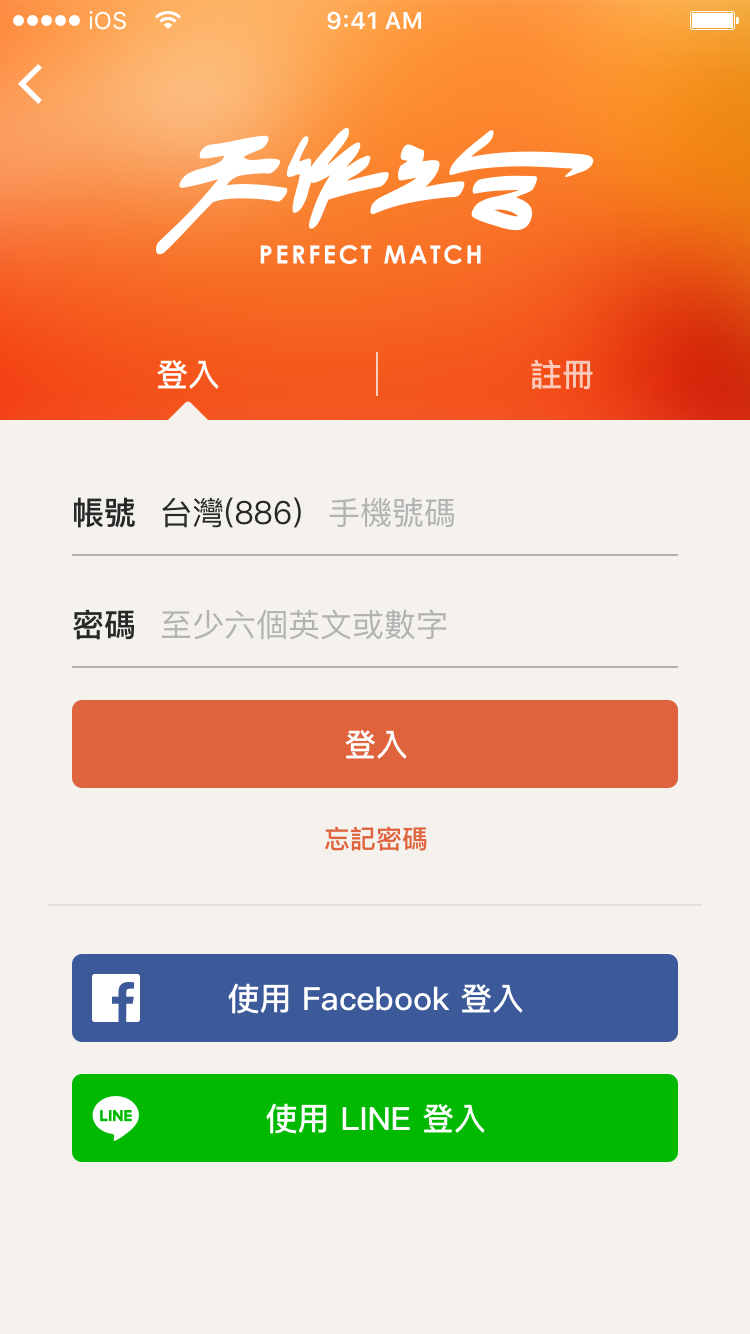 iOS 9:41 AM
天作之合
PERFECT MATCH
登入 註冊
帳號 台灣(886) 手機號碼
密碼 至少六個英文或數字
登入
忘記密碼
使用 Facebook 登入
LINE 使用 LINE 登入